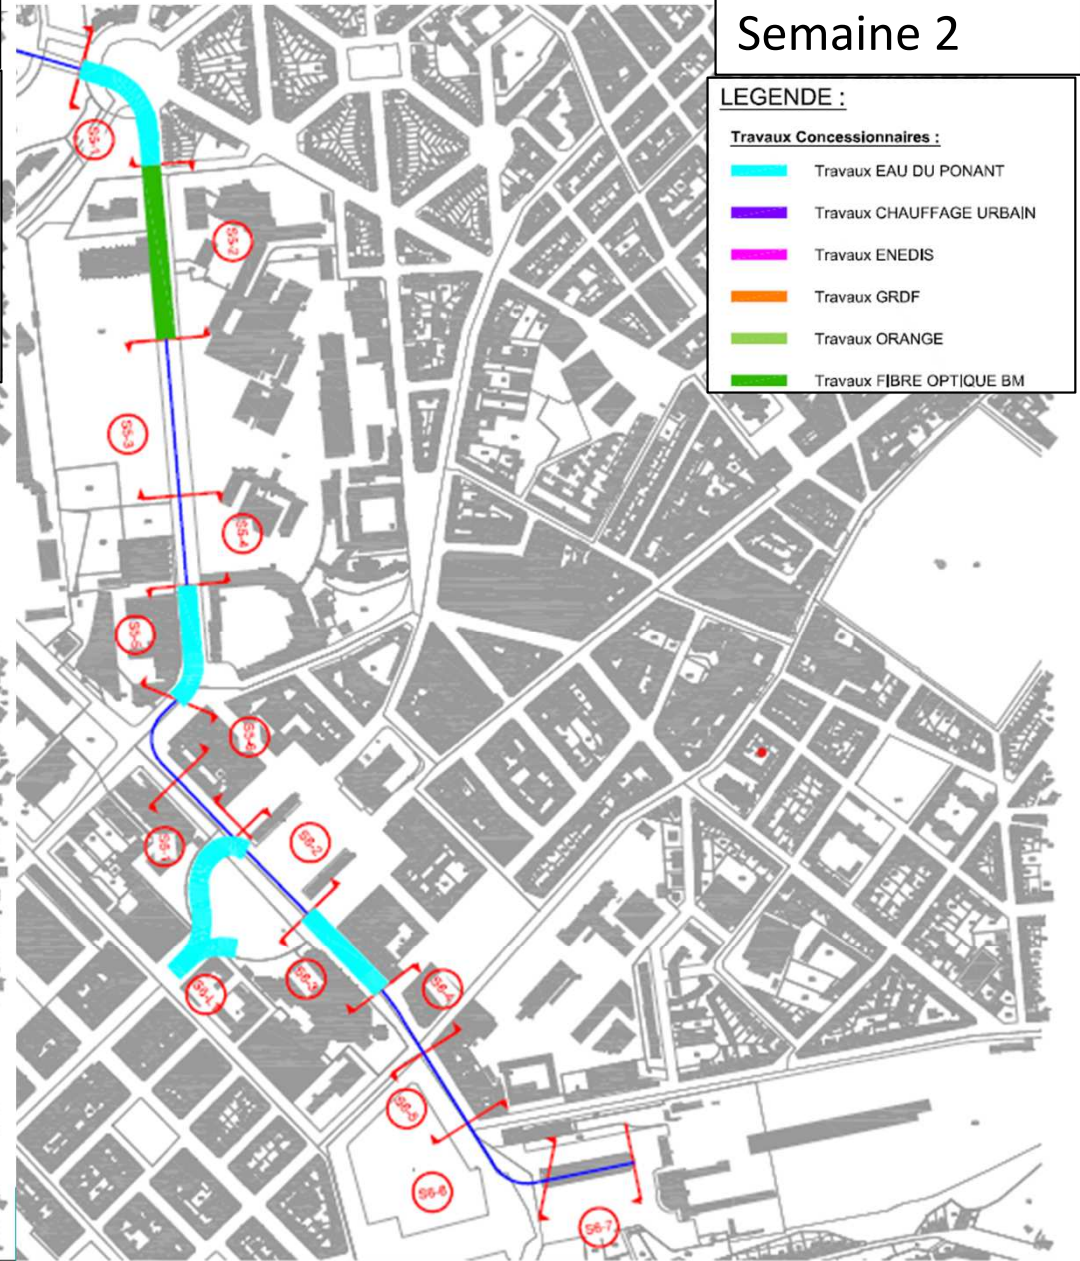 Semaine 2
LEGENDE :
Travaux Concessionnaires :
Travaux EAU DU PONANT
Travaux CHAUFFAGE URBAIN
Travaux ENEDIS
Travaux GRDF
Travaux ORANGE
Travaux FIBRE OPTIQUE BM
S5-1
S5-2
S5-3
S5-4
S5-5
S5-6
S6-1
S6-2
S6-3
S6-L1
S6-4
S6-5
S6-6
S6-7